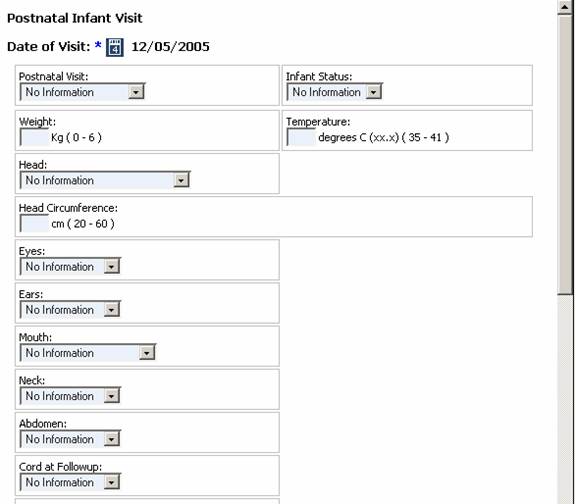 Postnatal Infant Visit
Date of Visit: * 4 12/05/2005
Postnatal Visit: Infant Status:
No Information No Information
Weight: Temperature:
Kg ( 0 - 6 ) degrees C (xx.x) ( 35 - 41 )
Head:
No Information
Head Circumference:
cm ( 20 - 60 )
Eyes:
No Information
Ears:
No Information
Mouth:
No Information
Neck:
No Information
Abdomen:
No Information
Cord at Followup:
No Information